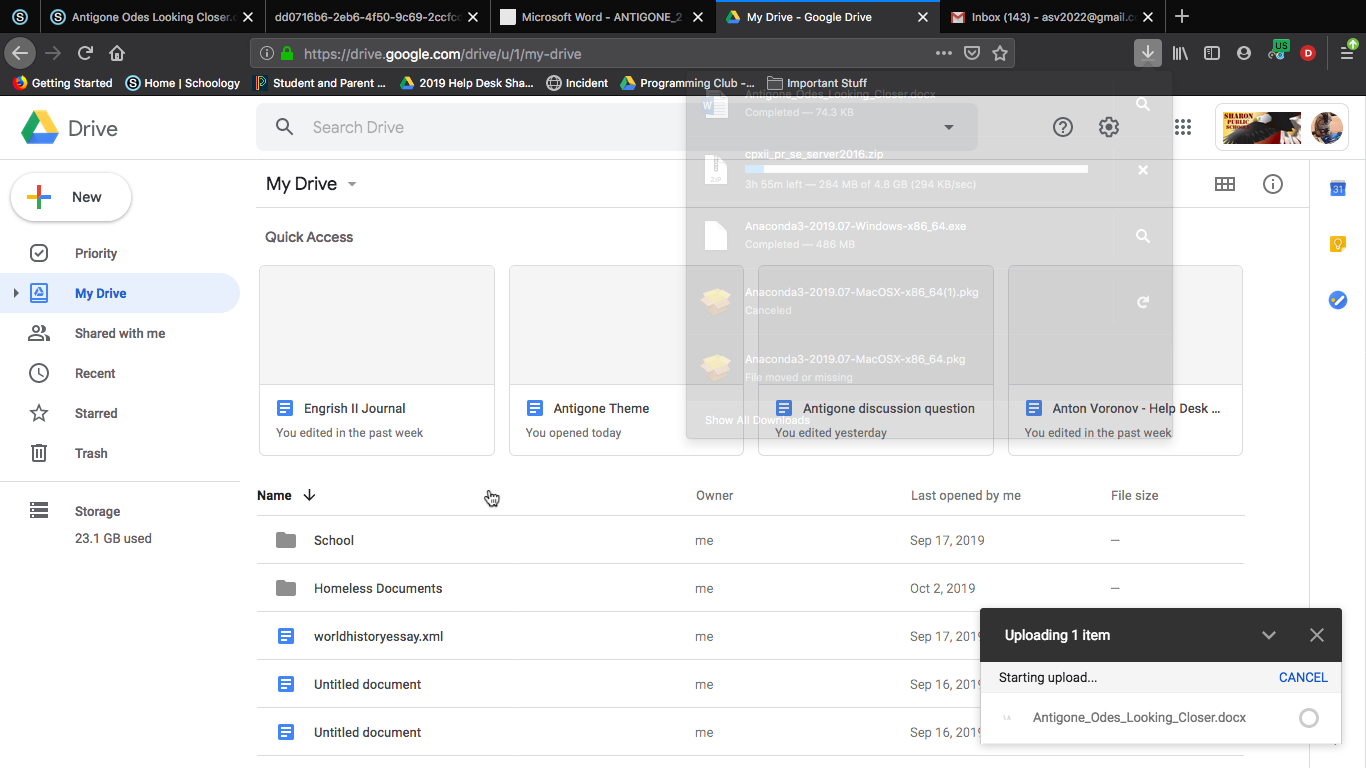 Antigone Odes Looking Closer.c
dd0716b6-2eb6-4f50-9c69-2ccfcc
Microsoft Word - ANTIGONE_2
My Drive - Google Drive
Inbox (143) - asv2022@gmail.c
https://drive.google.com/drive/u/1/my-drive
US
D
Getting Started
Home | Schoology
Student and Parent ...
2019 Help Desk Sha...
Incident
Programming Club -...
Important Stuff
Drive
Search Drive
SHARON
PUBLIC
SCHOOLS
Antigone_Odes_Looking_Closer.docx
Completed — 74.3 KB
cpxii_pr_se_server2016.zip
ZIP
3h 55m left — 284 MB of 4.8 GB (294 KB/sec)
Anaconda3-2019.07-Windows-x86_64.exe
Completed — 486 MB
Anaconda3-2019.07-MacOSX-x86_64(1).pkg
Canceled
Anaconda3-2019.07-MacOSX-x86_64.pkg
File moved or missing
Show All Downloads
New
Priority
My Drive
Shared with me
Recent
Starred
Trash
Storage
23.1 GB used
My Drive
31
Quick Access
Engrish II Journal
You edited in the past week
Antigone Theme
You opened today
Antigone discussion question
You edited yesterday
Anton Voronov - Help Desk ...
You edited in the past week
Name
Owner
Last opened by me
File size
School
me
Sep 17, 2019
—
Homeless Documents
me
Oct 2, 2019
—
worldhistoryessay.xml
me
Sep 17, 2019
Untitled document
me
Sep 16, 2019
Untitled document
me
Sep 16, 2019
Uploading 1 item
Starting upload...
CANCEL
Antigone_Odes_Looking_Closer.docx